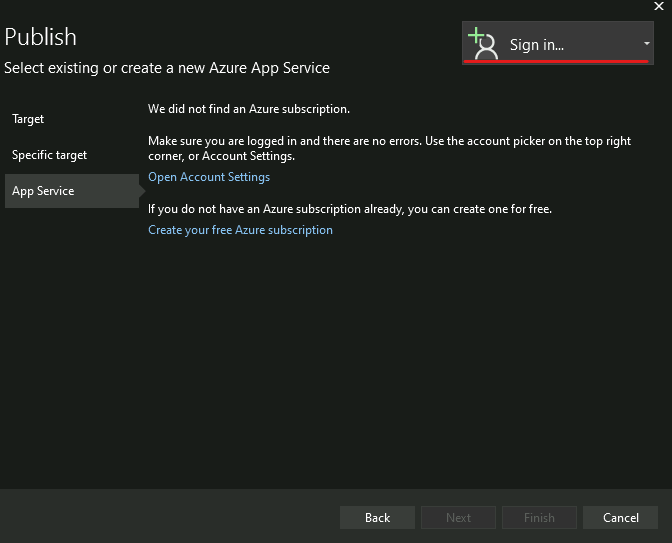 Publish
Sign in...
Select existing or create a new Azure App Service
Target
Specific target
App Service
We did not find an Azure subscription.
Make sure you are logged in and there are no errors. Use the account picker on the top right
corner, or Account Settings.
Open Account Settings
If you do not have an Azure subscription already, you can create one for free.
Create your free Azure subscription
Back
Next
Finish
Cancel